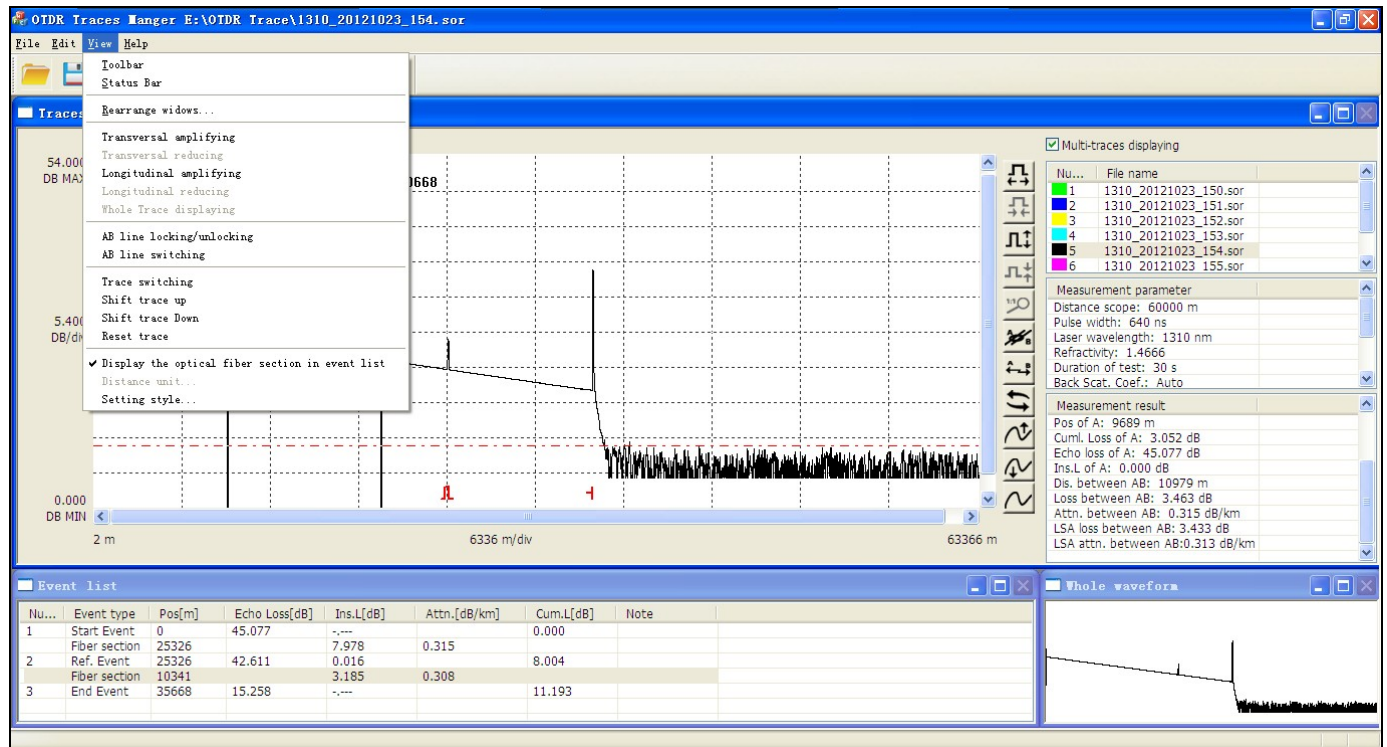 OTDR Traces Manger E:\OTDR Trace\1310_20121023_154.sor
File Edit View Help
Toolbar
Status Bar
Rearrange widows...
Transversal amplifying
Transversal reducing
Longitudinal amplifying
Longitudinal reducing
Whole Trace displaying
AB line locking/unlocking
AB line switching
Trace switching
Shift trace up
Shift trace Down
Reset trace
Display the optical fiber section in event list
Distance unit...
Setting style...
Traces
54.000
DB MAX
5.400
DB/div
0.000
DB MIN
2 m
6336 m/div
63366 m
Multi-traces displaying
Nu... File name
1 1310_20121023_150.sor
2 1310_20121023_151.sor
3 1310_20121023_152.sor
4 1310_20121023_153.sor
5 1310_20121023_154.sor
6 1310_20121023_155.sor
Measurement parameter
Distance scope: 60000 m
Pulse width: 640 ns
Laser wavelength: 1310 nm
Refractivity: 1.4666
Duration of test: 30 s
Back Scat. Coef.: Auto
Measurement result
Pos of A: 9689 m
Cuml. Loss of A: 3.052 dB
Echo loss of A: 45.077 dB
Ins.L of A: 0.000 dB
Dis. between AB: 10979 m
Loss between AB: 3.463 dB
Attn. between AB: 0.315 dB/km
LSA loss between AB: 3.433 dB
LSA attn. between AB:0.313 dB/km
Event list
Nu... Event type Pos[m] Echo Loss[dB] Ins.L[dB] Attn.[dB/km] Cum.L[dB] Note
1 Start Event 0 45.077 -.--- 0.000
Fiber section 25326 7.978 0.315
2 Ref. Event 25326 42.611 0.016 8.004
Fiber section 10341 3.185 0.308
3 End Event 35668 15.258 -.--- 11.193
Whole waveform